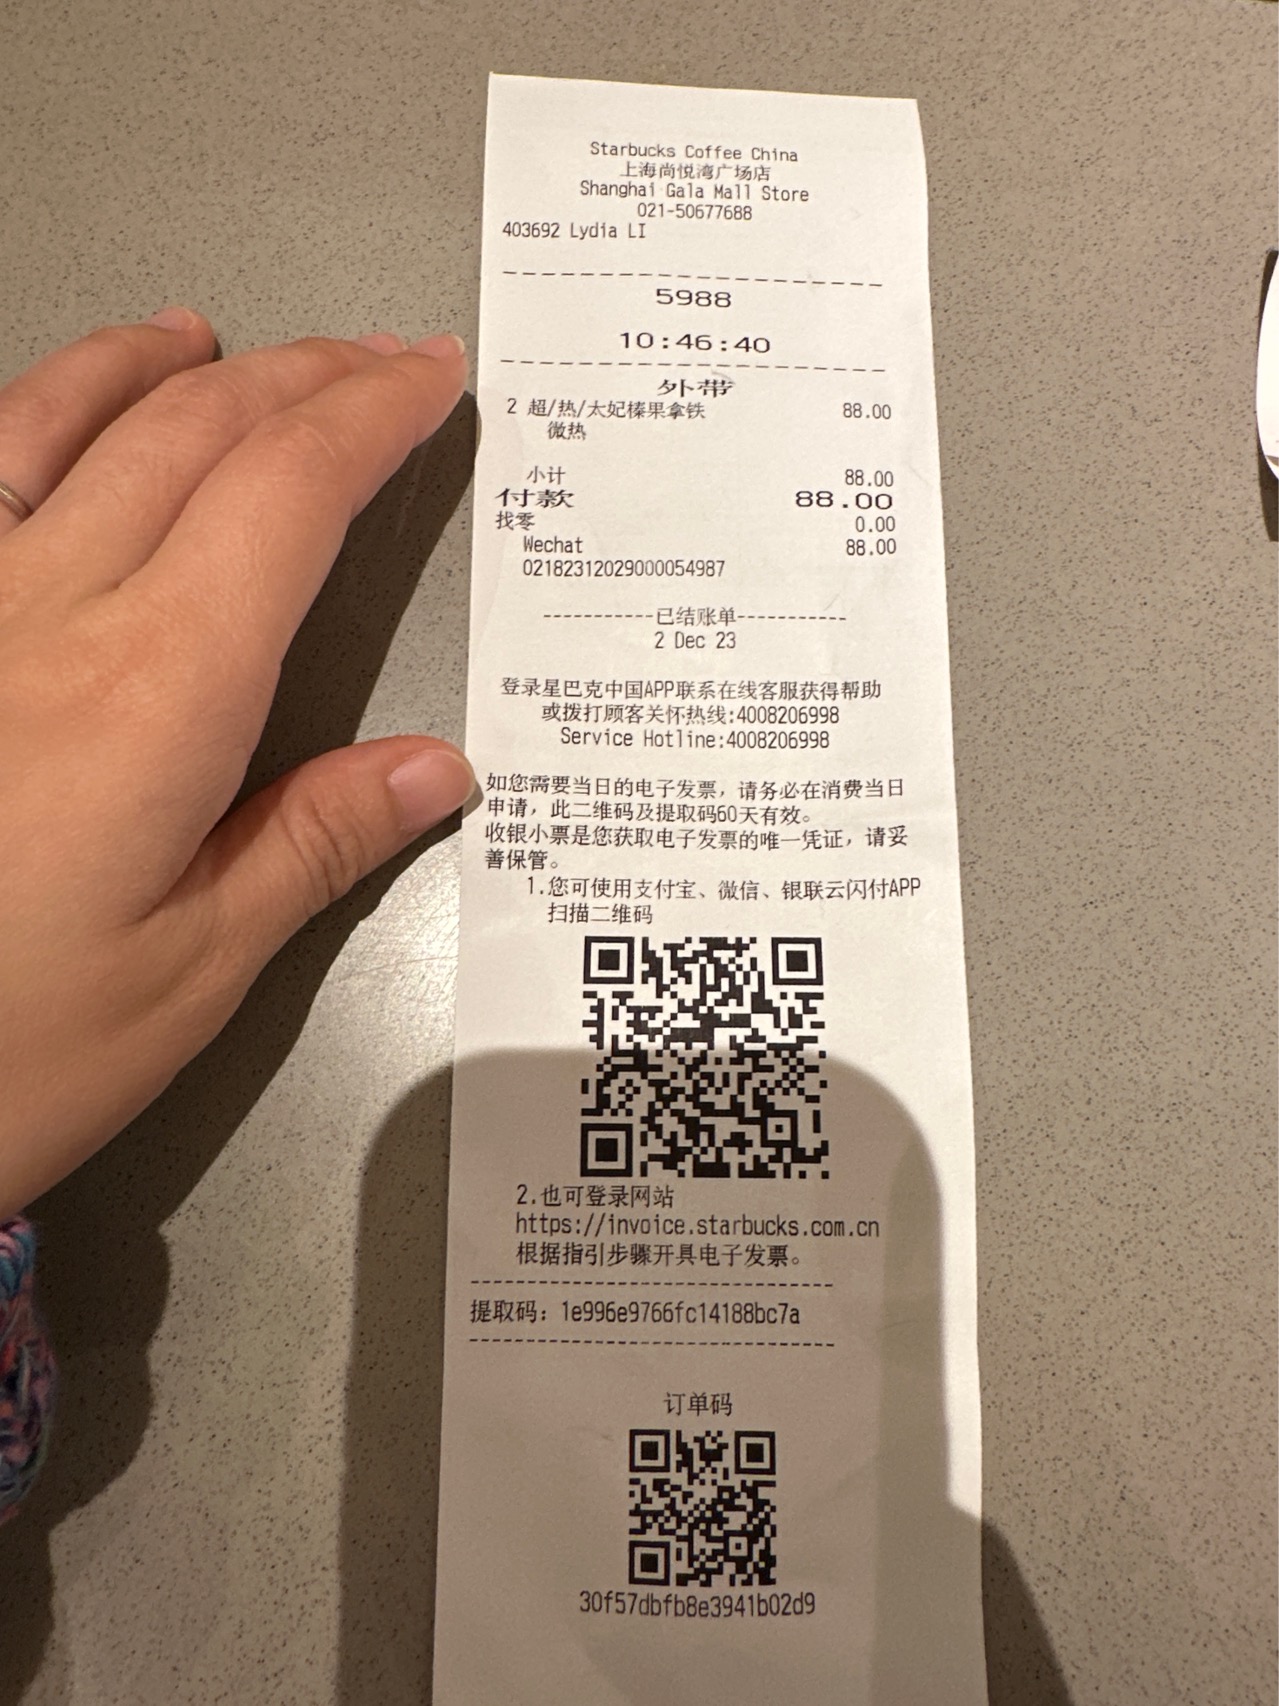 Starbucks Coffee China
上海尚悦湾广场店
Shanghai Gala Mall Store
021-50677688
403692 Lydia LI
5988
10:46:40
外带
2 超/热/太妃榛果拿铁 88.00
微热
小计 88.00
付款 88.00
找零 0.00
Wechat 88.00
02182312029000054987
-----------已结账单-----------
2 Dec 23
登录星巴克中国APP联系在线客服获得帮助
或拨打顾客关怀热线:4008206998
Service Hotline:4008206998
如您需要当日的电子发票，请务必在消费当日
申请，此二维码及提取码60天有效。
收银小票是您获取电子发票的唯一凭证，请妥
善保管。
1.您可使用支付宝、微信、银联云闪付APP
扫描二维码
2.也可登录网站
https://invoice.starbucks.com.cn
根据指引步骤开具电子发票。
提取码：1e996e9766fc14188bc7a
订单码
30f57dbfb8e3941b02d9